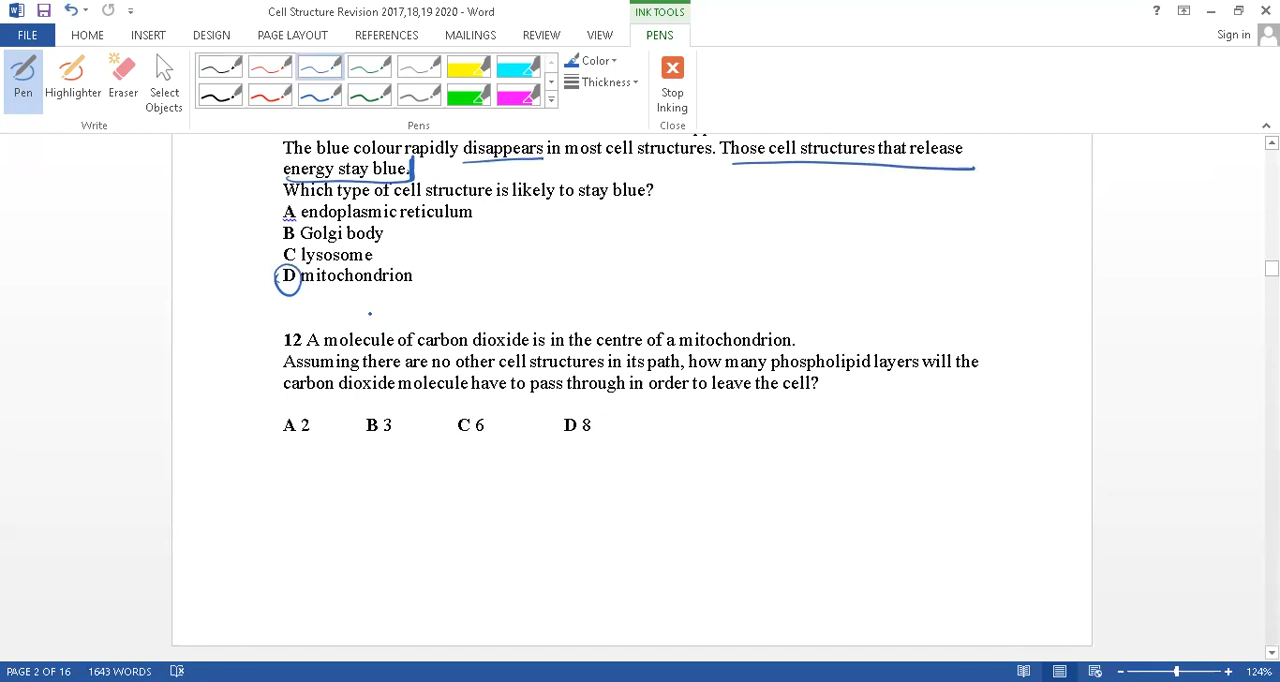 Cell Structure Revision 2017,18,19 2020 - Word
INK TOOLS
FILE HOME INSERT DESIGN PAGE LAYOUT REFERENCES MAILINGS REVIEW VIEW PENS Sign in
Pen Highlighter Eraser Select Objects
Color
Thickness
Stop Inking
Write Pens Close
The blue colour rapidly disappears in most cell structures. Those cell structures that release
energy stay blue.
Which type of cell structure is likely to stay blue?
A endoplasmic reticulum
B Golgi body
C lysosome
D mitochondrion
12 A molecule of carbon dioxide is in the centre of a mitochondrion.
Assuming there are no other cell structures in its path, how many phospholipid layers will the
carbon dioxide molecule have to pass through in order to leave the cell?
A 2 B 3 C 6 D 8
PAGE 2 OF 16 1643 WORDS 124%